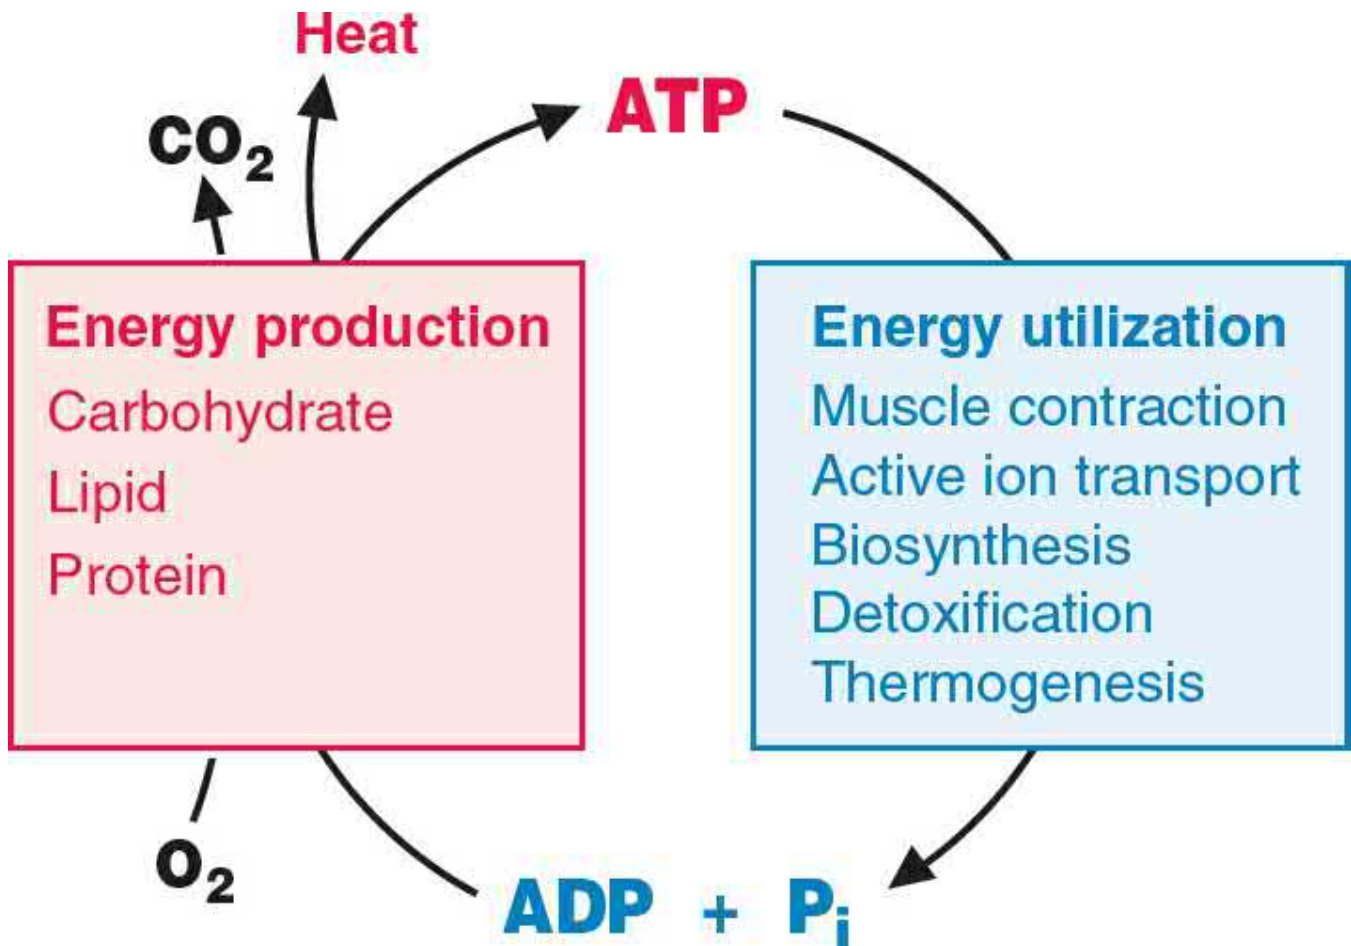 Heat
ATP
CO₂
Energy production
Carbohydrate
Lipid
Protein
Energy utilization
Muscle contraction
Active ion transport
Biosynthesis
Detoxification
Thermogenesis
O₂
ADP + Pᵢ